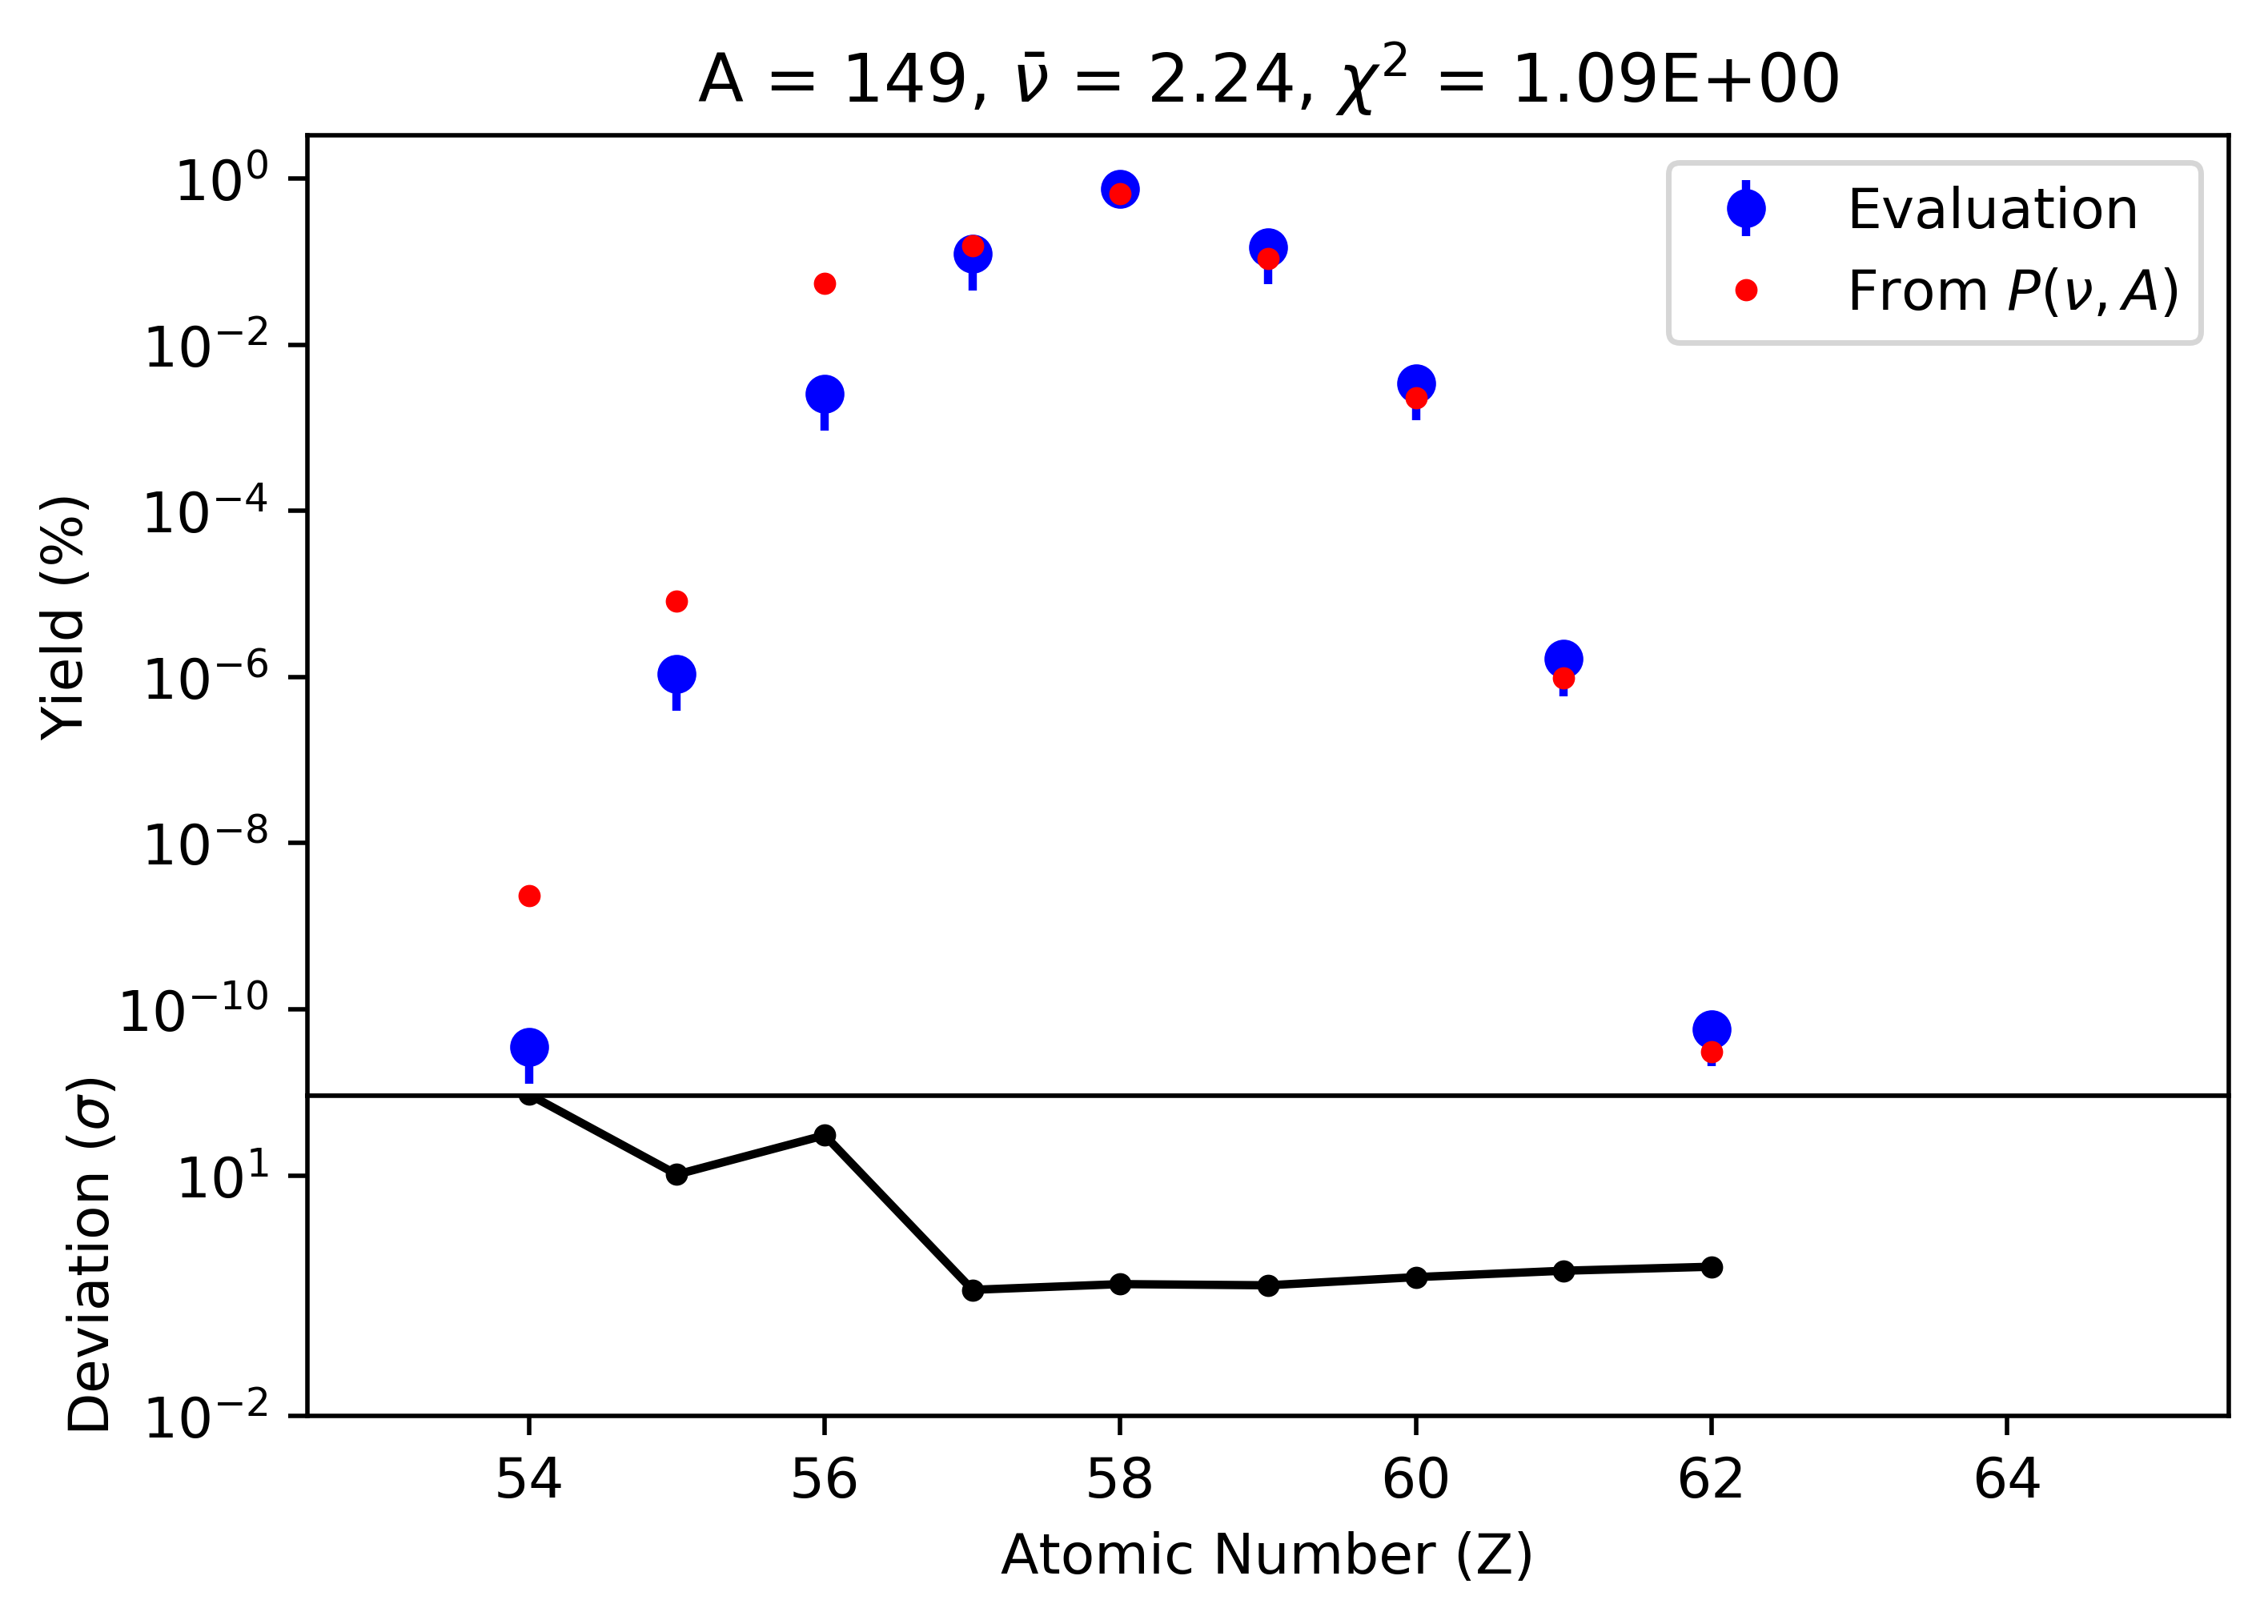 A = 149, ν̄ = 2.24, χ² = 1.09E+00
Evaluation
From P(ν, A)
Yield (%)
10⁰
10⁻²
10⁻⁴
10⁻⁶
10⁻⁸
10⁻¹⁰
Deviation (σ)
10¹
10⁻²
54 56 58 60 62 64
Atomic Number (Z)